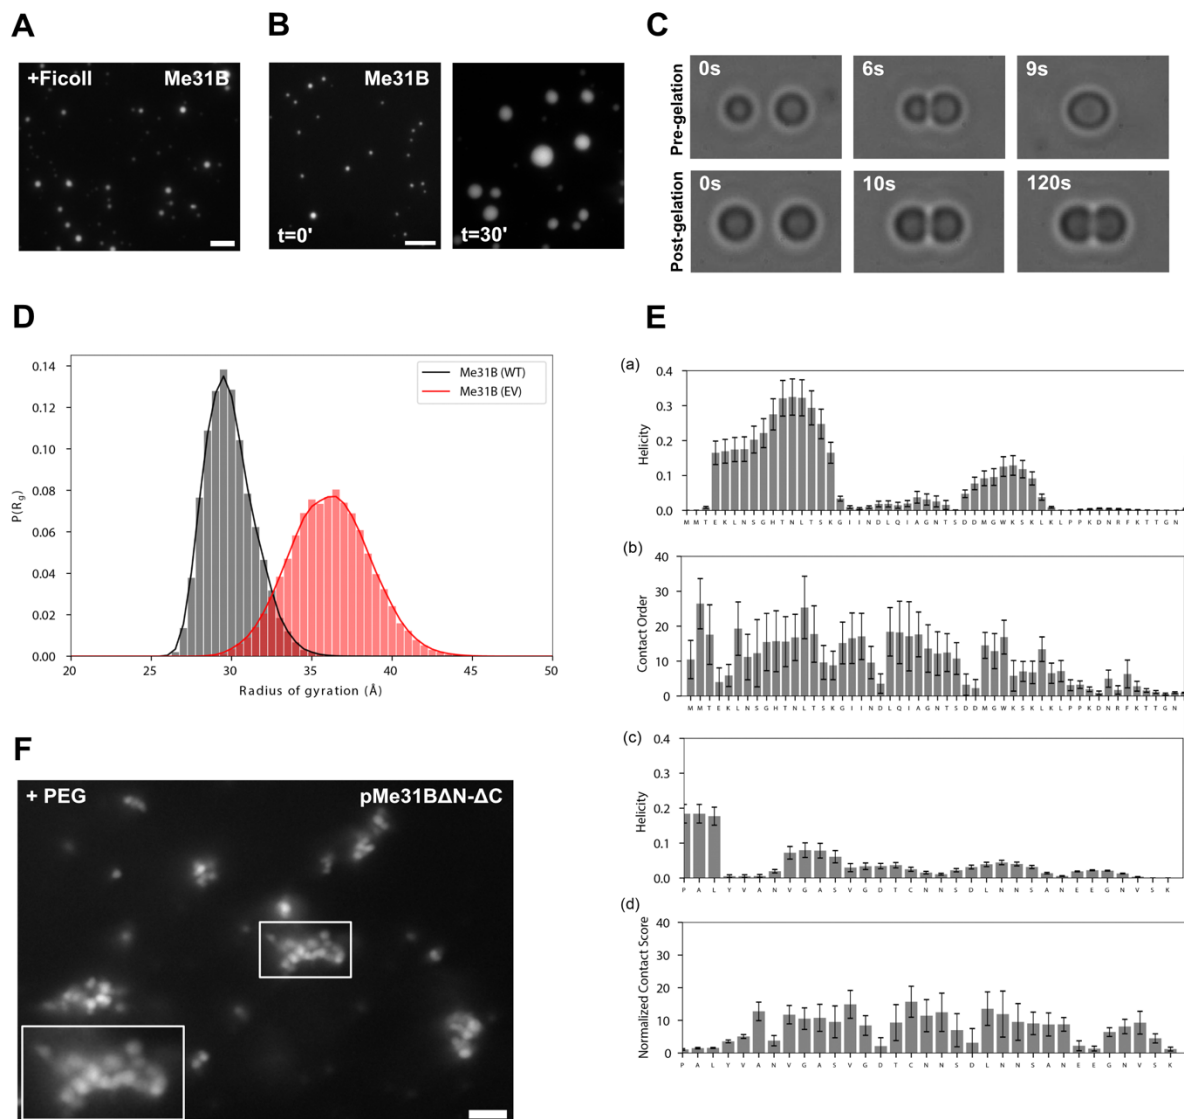 A
+Ficoll Me31B
B
Me31B
t=0'
t=30'
C
Pre-gelation
0s 6s 9s
Post-gelation
0s 10s 120s
D
P(Rg)
0.14
0.12
0.10
0.08
0.06
0.04
0.02
0.00
20 25 30 35 40 45 50
Radius of gyration (Å)
Me31B (WT)
Me31B (EV)
E
(a)
Helicity
0.4
0.3
0.2
0.1
0.0
M M T E K L N S G H T N L T S K G I I N D L Q I A G N T S D D M G W K S K L K L P P K D N R F K T T G N
(b)
Contact Order
40
30
20
10
0
M M T E K L N S G H T N L T S K G I I N D L Q I A G N T S D D M G W K S K L K L P P K D N R F K T T G N
(c)
Helicity
0.4
0.3
0.2
0.1
0.0
P A L Y V A N V G A S V G D T C N N S D L N N S A N E E G N V S K
(d)
Normalized Contact Score
40
30
20
10
0
P A L Y V A N V G A S V G D T C N N S D L N N S A N E E G N V S K
F
+ PEG pMe31BΔN-ΔC